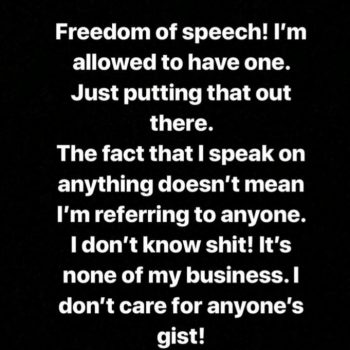 Freedom of speech! I’m
allowed to have one.
Just putting that out
there.
The fact that I speak on
anything doesn’t mean
I’m referring to anyone.
I don’t know shit! It’s
none of my business. I
don’t care for anyone’s
gist!